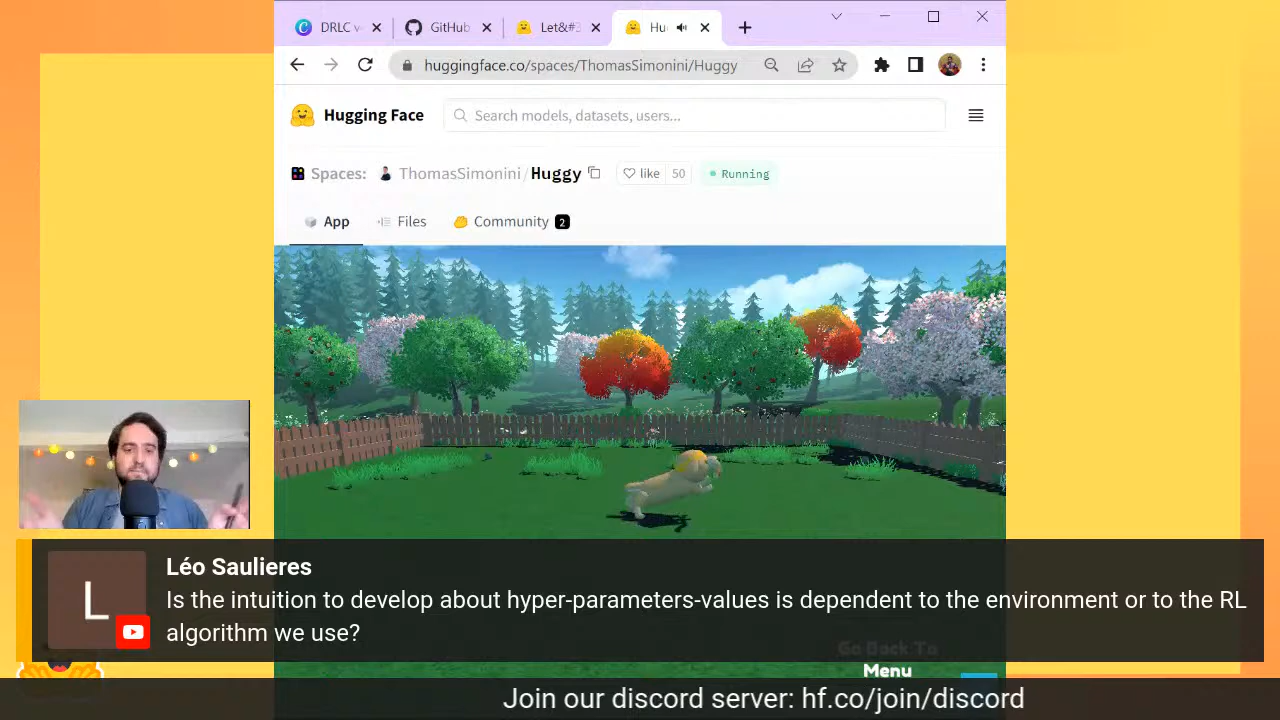 DRLC v
GitHub
Let&#3
Hu
huggingface.co/spaces/ThomasSimonini/Huggy
Hugging Face
Search models, datasets, users...
Spaces: ThomasSimonini/Huggy like 50 Running
App Files Community 2
L
Léo Saulieres
Is the intuition to develop about hyper-parameters-values is dependent to the environment or to the RL
algorithm we use?
Go Back To
Menu
Join our discord server: hf.co/join/discord